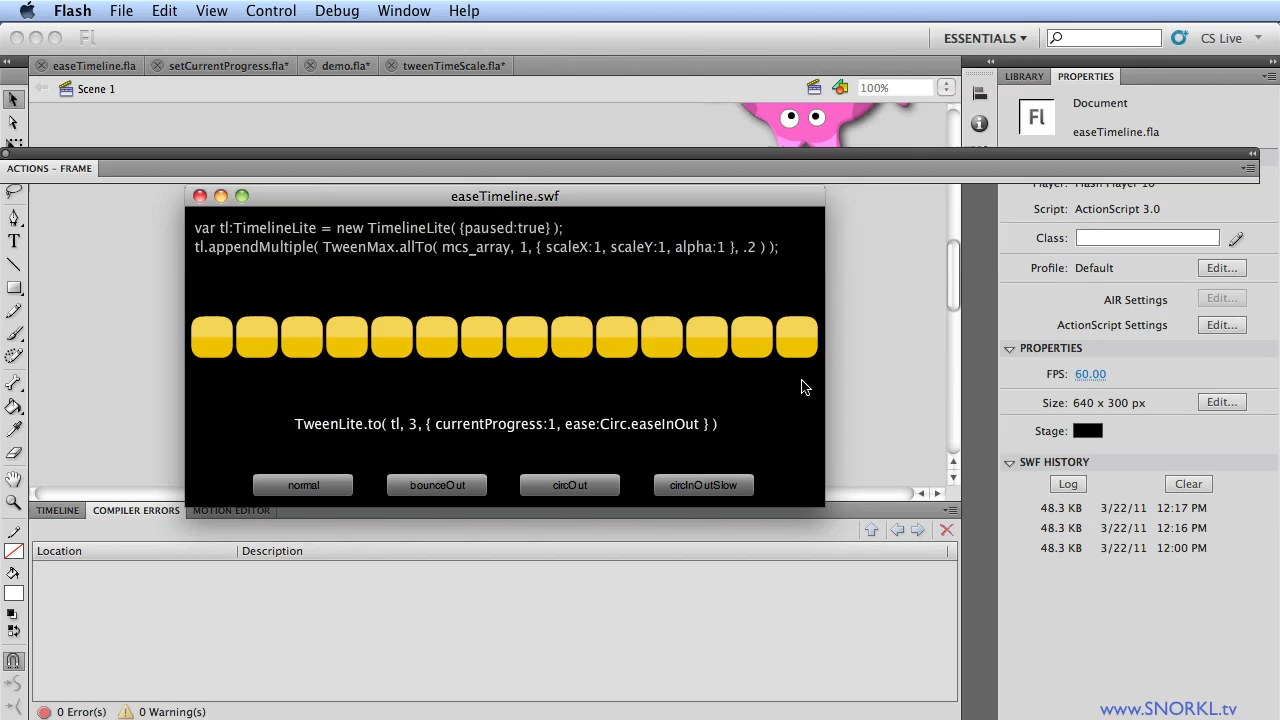 Flash File Edit View Control Debug Window Help
Fl ESSENTIALS CS Live
easeTimeline.fla setCurrentProgress.fla* demo.fla* tweenTimeScale.fla*
LIBRARY PROPERTIES
Scene 1 100%
Fl Document
easeTimeline.fla
ACTIONS - FRAME
Script: ActionScript 3.0
Class:
Profile: Default Edit...
AIR Settings Edit...
ActionScript Settings Edit...
PROPERTIES
FPS: 60.00
Size: 640 x 300 px Edit...
Stage:
SWF HISTORY
Log Clear
48.3 KB 3/22/11 12:17 PM
48.3 KB 3/22/11 12:16 PM
48.3 KB 3/22/11 12:00 PM
easeTimeline.swf
var tl:TimelineLite = new TimelineLite( {paused:true} );
tl.appendMultiple( TweenMax.allTo( mcs_array, 1, { scaleX:1, scaleY:1, alpha:1 }, .2 ) );
TweenLite.to( tl, 3, { currentProgress:1, ease:Circ.easeInOut } )
normal bounceOut circOut circInOutSlow
TIMELINE COMPILER ERRORS MOTION EDITOR
Location Description
0 Error(s) 0 Warning(s)
www.SNORKL.tv